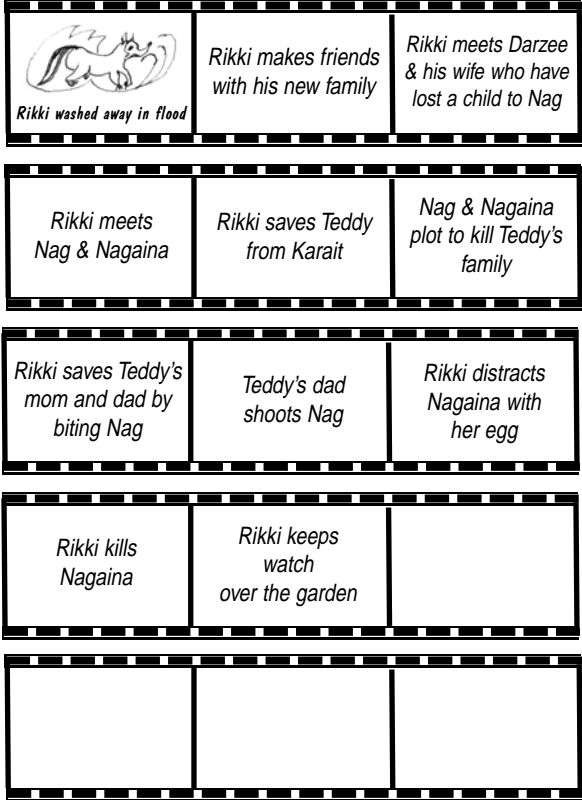 Rikki washed away in flood
Rikki makes friends
with his new family
Rikki meets Darzee
& his wife who have
lost a child to Nag
Rikki meets
Nag & Nagaina
Rikki saves Teddy
from Karait
Nag & Nagaina
plot to kill Teddy's
family
Rikki saves Teddy's
mom and dad by
biting Nag
Teddy's dad
shoots Nag
Rikki distracts
Nagaina with
her egg
Rikki kills
Nagaina
Rikki keeps
watch
over the garden